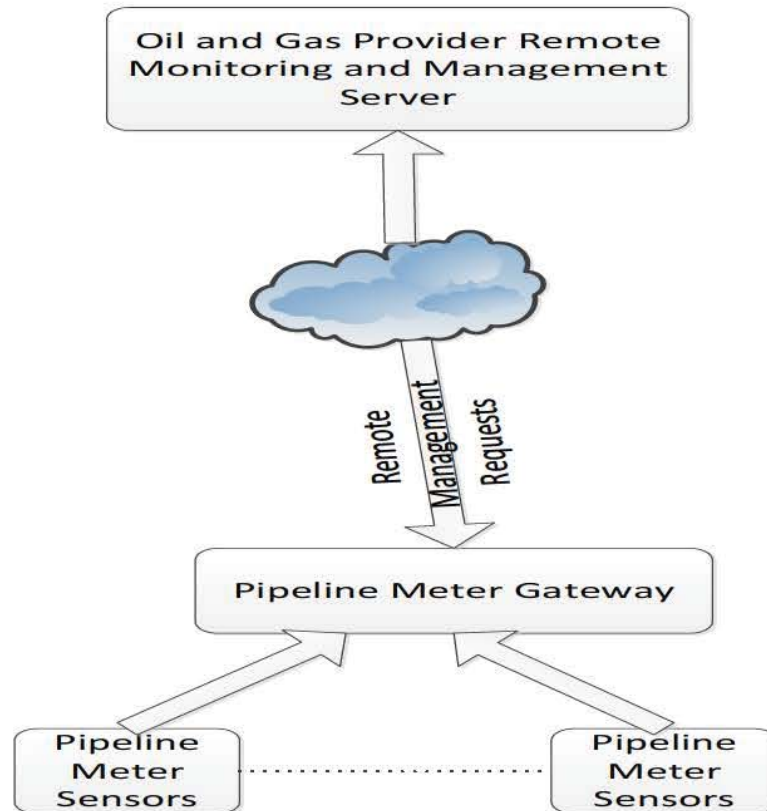 Oil and Gas Provider Remote
Monitoring and Management
Server
Remote
Management
Requests
Pipeline Meter Gateway
Pipeline
Meter
Sensors
Pipeline
Meter
Sensors